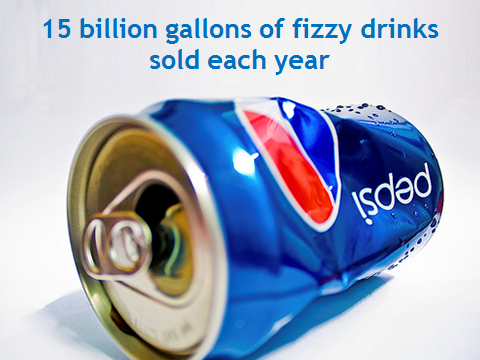 15 billion gallons of fizzy drinks
sold each year
pepsi